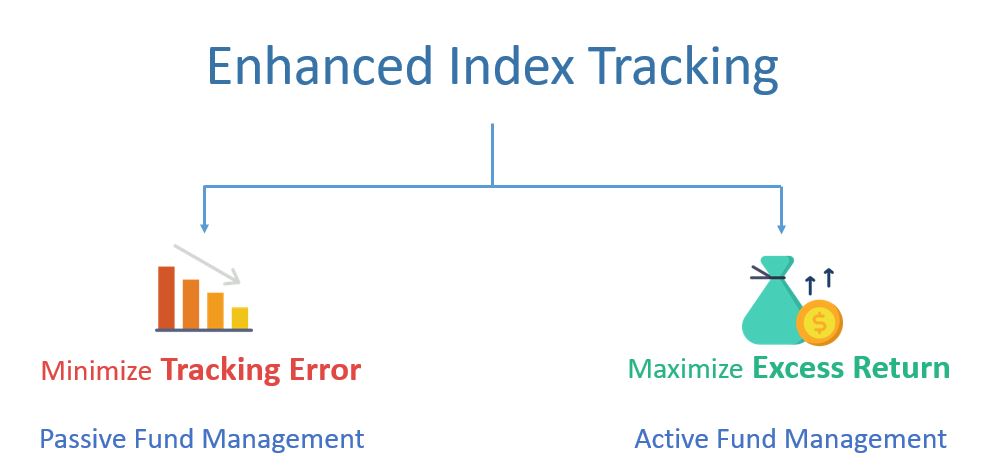 Enhanced Index Tracking
$
Minimize Tracking Error
Maximize Excess Return
Passive Fund Management
Active Fund Management